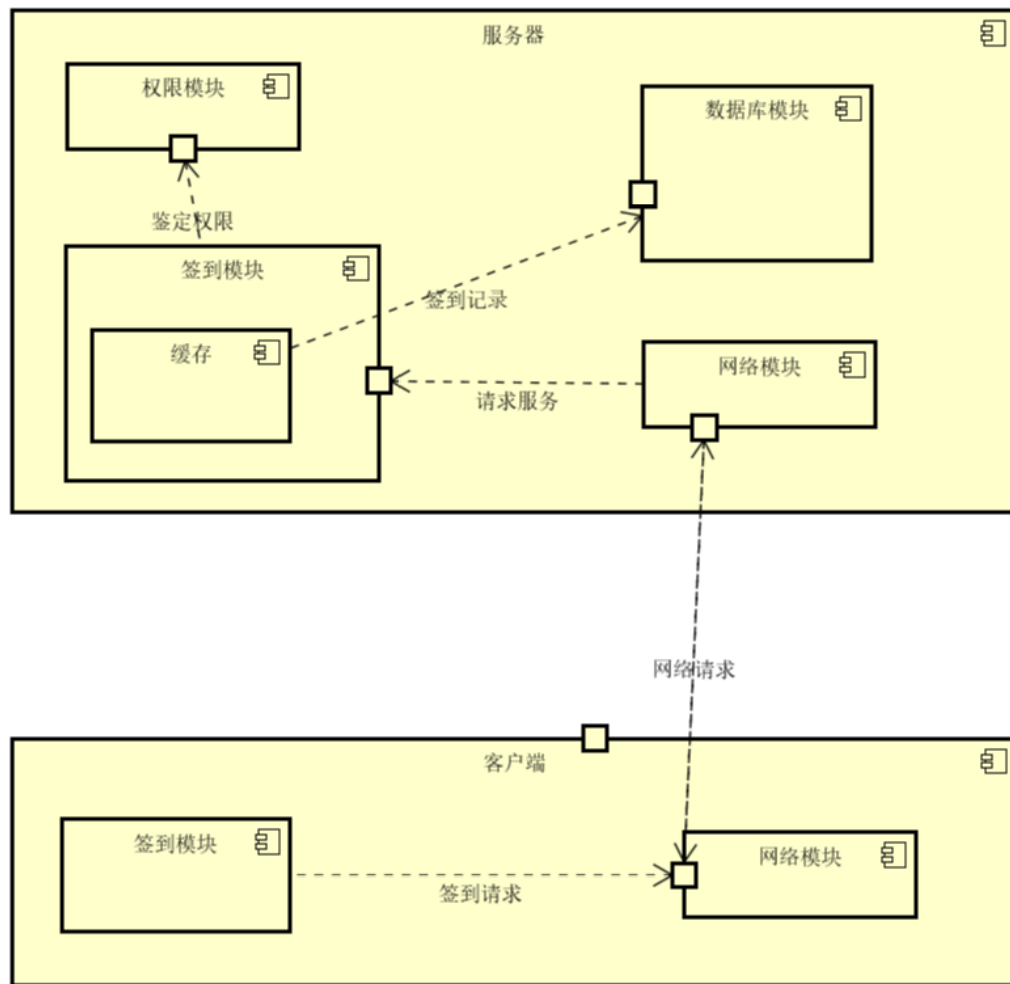 服务器
权限模块
数据库模块
鉴定权限
签到模块
签到记录
缓存
网络模块
请求服务
网络请求
客户端
签到模块
网络模块
签到请求